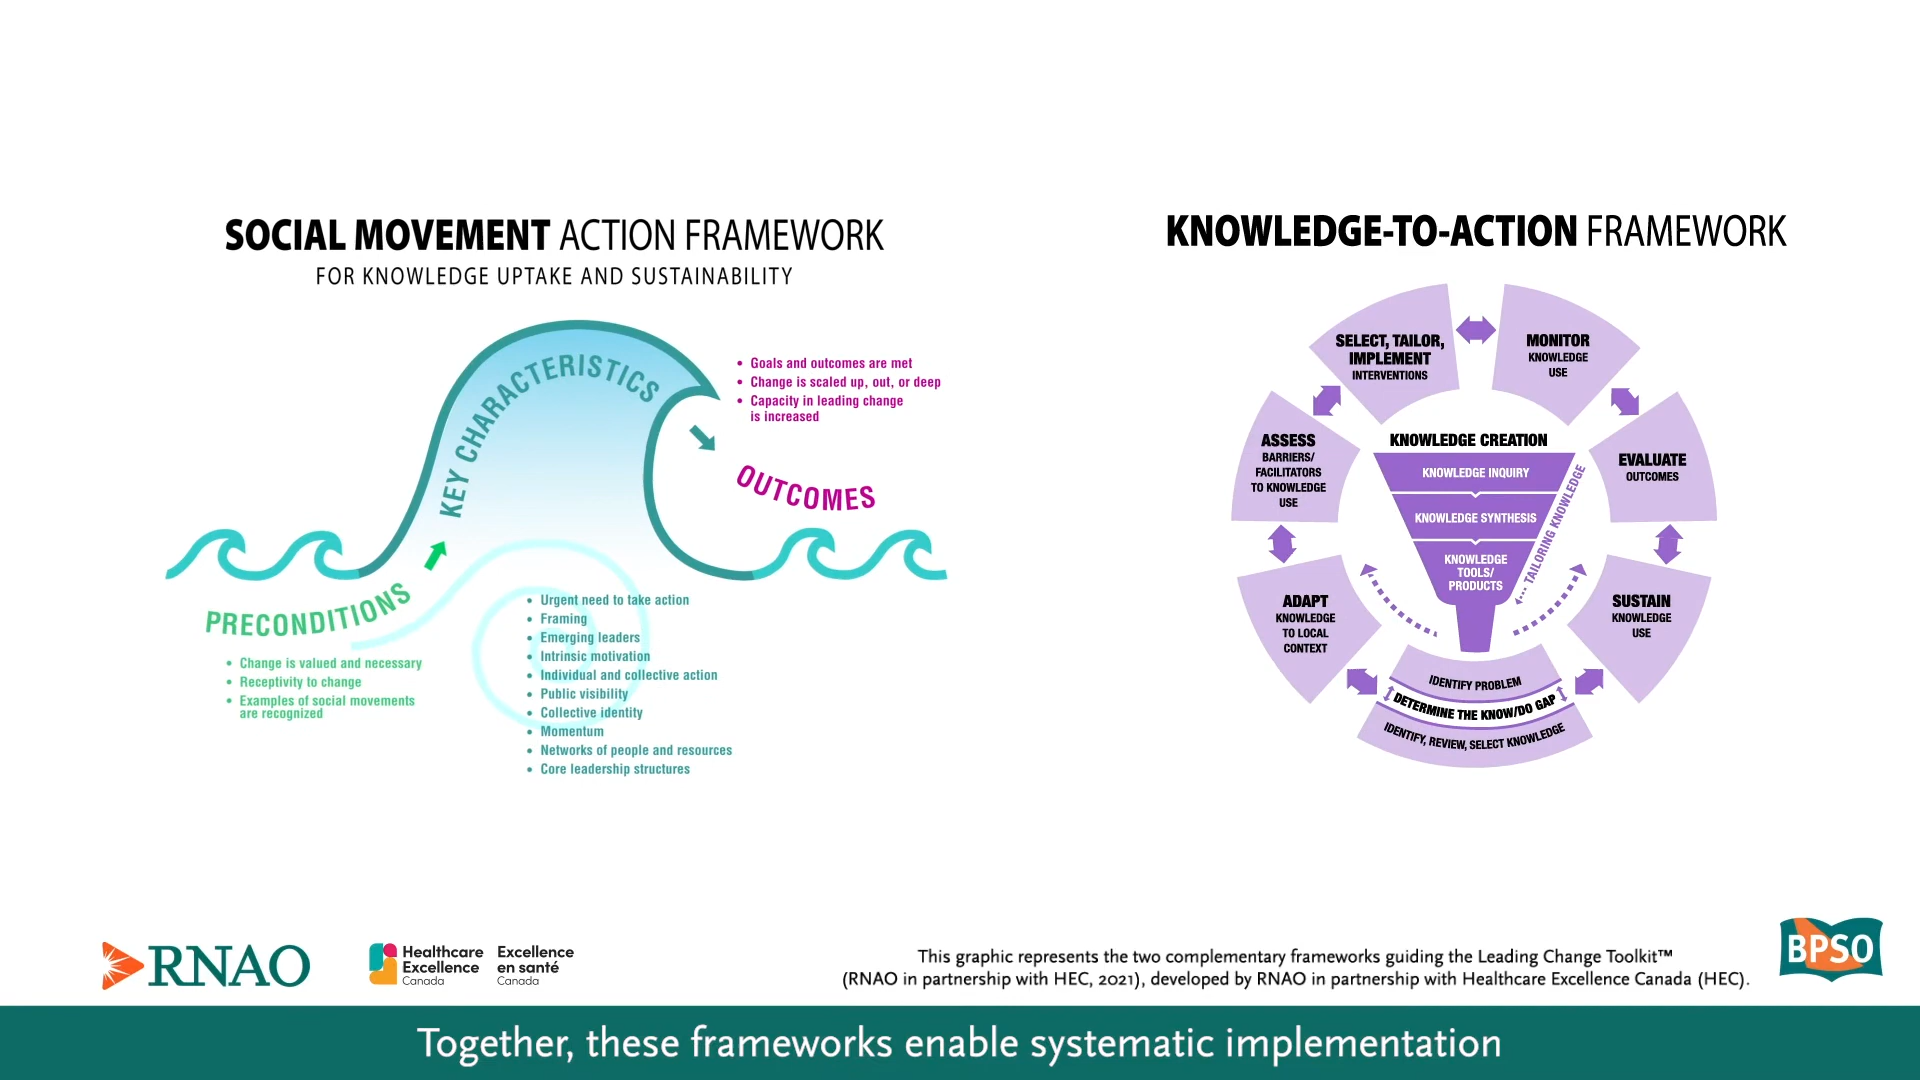 SOCIAL MOVEMENT ACTION FRAMEWORK
FOR KNOWLEDGE UPTAKE AND SUSTAINABILITY
KEY CHARACTERISTICS
• Goals and outcomes are met
• Change is scaled up, out, or deep
• Capacity in leading change
is increased
OUTCOMES
PRECONDITIONS
• Change is valued and necessary
• Receptivity to change
• Examples of social movements
are recognized
• Urgent need to take action
• Framing
• Emerging leaders
• Intrinsic motivation
• Individual and collective action
• Public visibility
• Collective identity
• Momentum
• Networks of people and resources
• Core leadership structures
KNOWLEDGE-TO-ACTION FRAMEWORK
SELECT, TAILOR,
IMPLEMENT
INTERVENTIONS
MONITOR
KNOWLEDGE
USE
ASSESS
BARRIERS/
FACILITATORS
TO KNOWLEDGE
USE
KNOWLEDGE CREATION
KNOWLEDGE INQUIRY
KNOWLEDGE SYNTHESIS
KNOWLEDGE
TOOLS/
PRODUCTS
TAILORING KNOWLEDGE
EVALUATE
OUTCOMES
ADAPT
KNOWLEDGE
TO LOCAL
CONTEXT
SUSTAIN
KNOWLEDGE
USE
IDENTIFY PROBLEM
DETERMINE THE KNOW/DO GAP
IDENTIFY, REVIEW, SELECT KNOWLEDGE
RNAO
Healthcare
Excellence
Canada
Excellence
en santé
Canada
This graphic represents the two complementary frameworks guiding the Leading Change Toolkit™
(RNAO in partnership with HEC, 2021), developed by RNAO in partnership with Healthcare Excellence Canada (HEC).
BPSO
Together, these frameworks enable systematic implementation